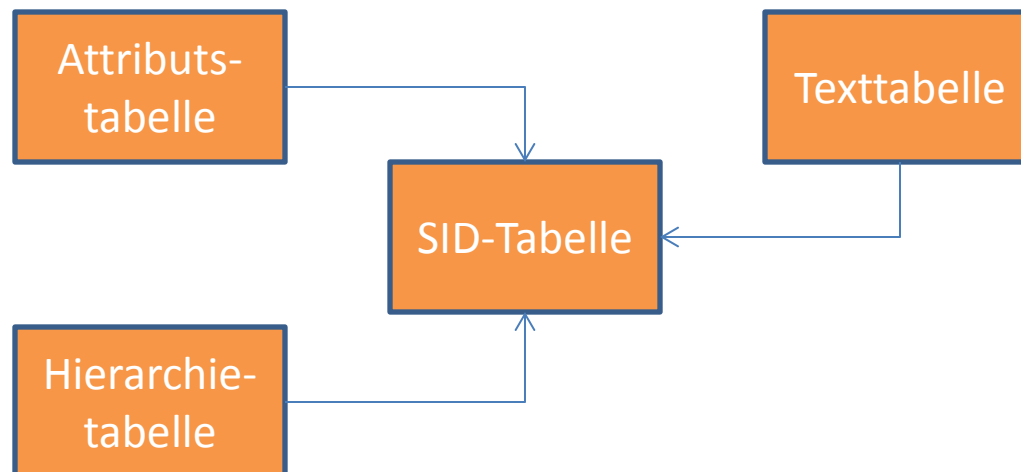 Attributs-
tabelle
Texttabelle
SID-Tabelle
Hierarchie-
tabelle